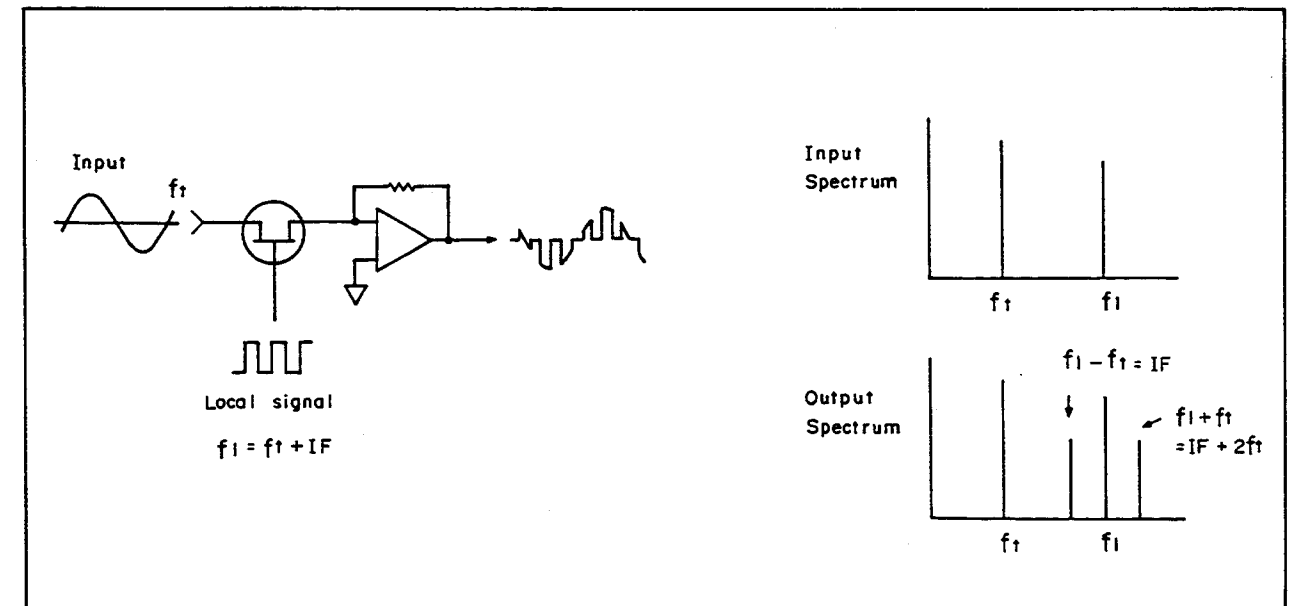 Input
ft
Local signal
fl = ft + IF
Input
Spectrum
ft
fl
fl - ft = IF
Output
Spectrum
fl + ft
= IF + 2ft
ft
fl